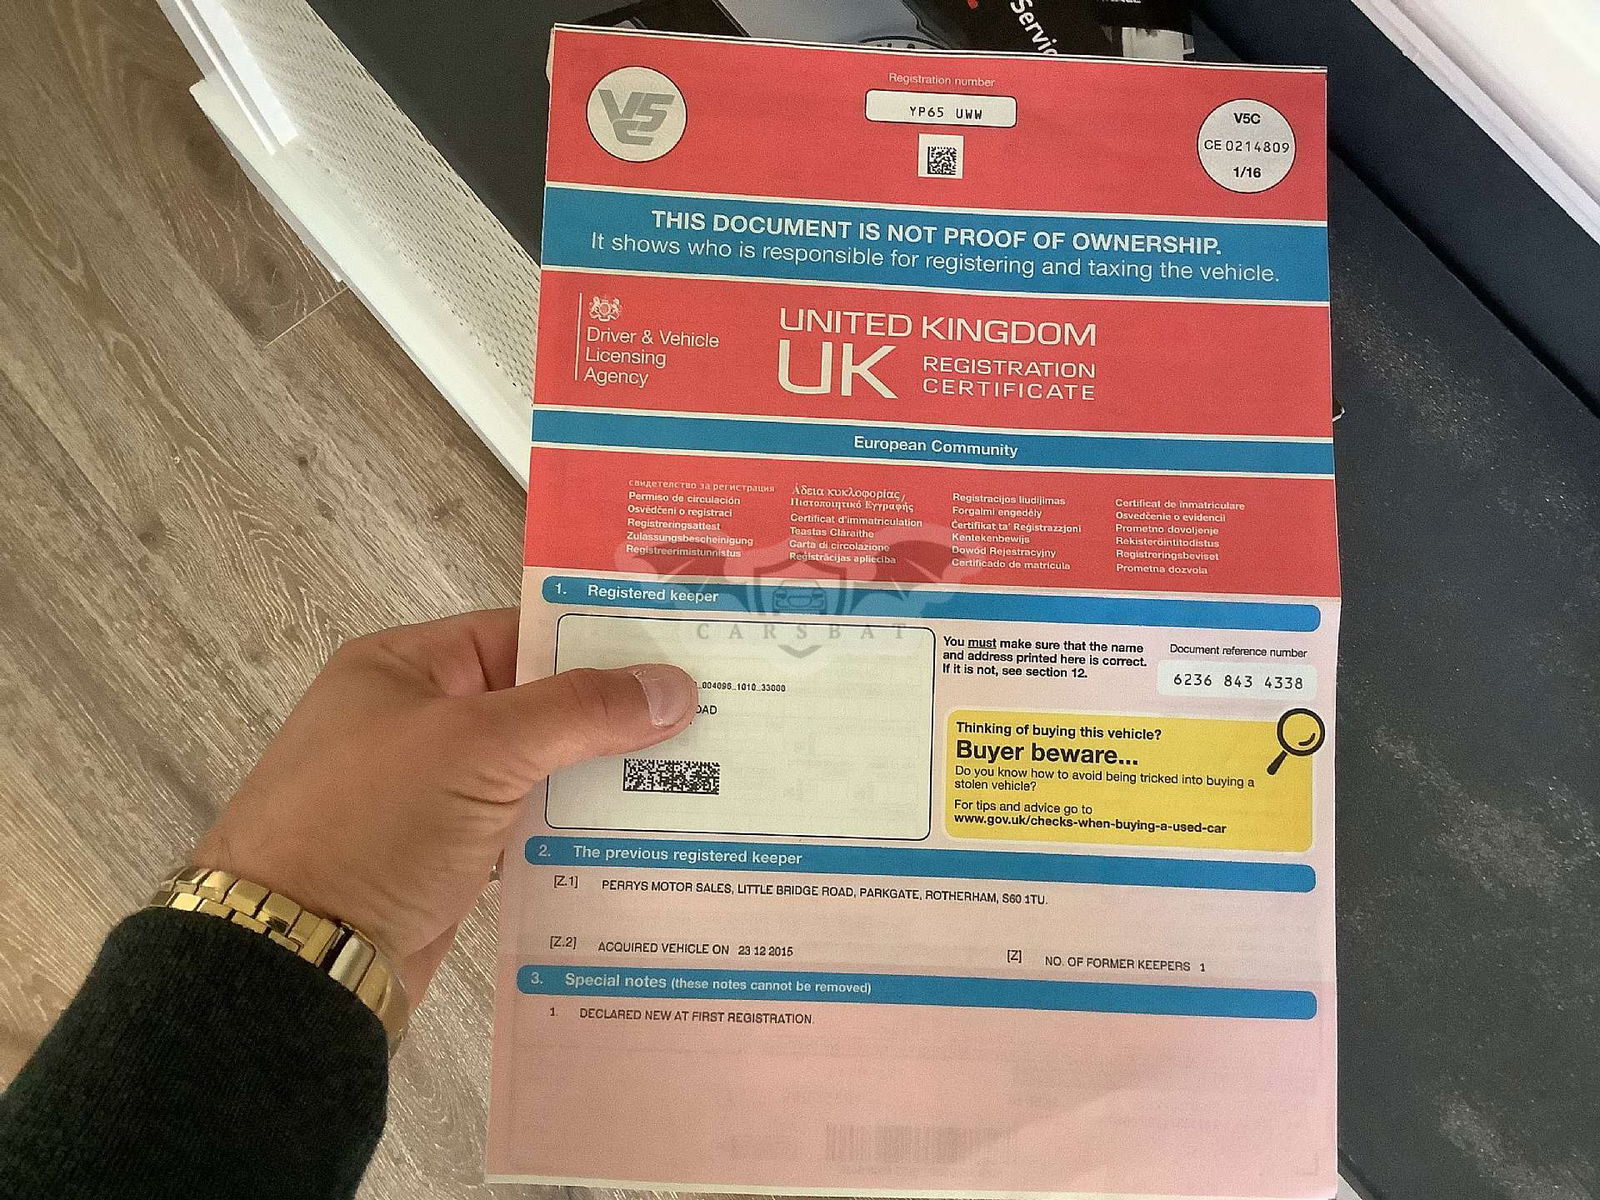 Servic
Registration number
V5C
YP65 UWW
V5C
CE 0214809
1/16
THIS DOCUMENT IS NOT PROOF OF OWNERSHIP.
It shows who is responsible for registering and taxing the vehicle.
Driver & Vehicle
Licensing
Agency
UNITED KINGDOM
UK REGISTRATION
CERTIFICATE
European Community
свидетелство за регистрация
Permiso de circulación
Osvědčení o registraci
Registreringsattest
Zulassungsbescheinigung
Registreerimistunnistus
Άδεια κυκλοφορίας/
Πιστοποιητικό Εγγραφής
Certificat d'immatriculation
Teastas Cláraithe
Carta di circolazione
Reģistrācijas apliecība
Registracijos liudijimas
Forgalmi engedély
Ċertifikat ta' Reġistrazzjoni
Kentekenbewijs
Dowód Rejestracyjny
Certificado de matrícula
Certificat de înmatriculare
Osvedčenie o evidencii
Prometno dovoljenje
Rekisteröintitodistus
Registreringsbeviset
Prometna dozvola
CARSBAT
1. Registered keeper
_004096_1010_33000
OAD
You must make sure that the name
and address printed here is correct.
If it is not, see section 12.
Document reference number
6236 843 4338
Thinking of buying this vehicle?
Buyer beware...
Do you know how to avoid being tricked into buying a
stolen vehicle?
For tips and advice go to
www.gov.uk/checks-when-buying-a-used-car
2. The previous registered keeper
[Z.1] PERRYS MOTOR SALES, LITTLE BRIDGE ROAD, PARKGATE, ROTHERHAM, S60 1TU.
[Z.2] ACQUIRED VEHICLE ON 23 12 2015
[Z] NO. OF FORMER KEEPERS 1
3. Special notes (these notes cannot be removed)
1. DECLARED NEW AT FIRST REGISTRATION.